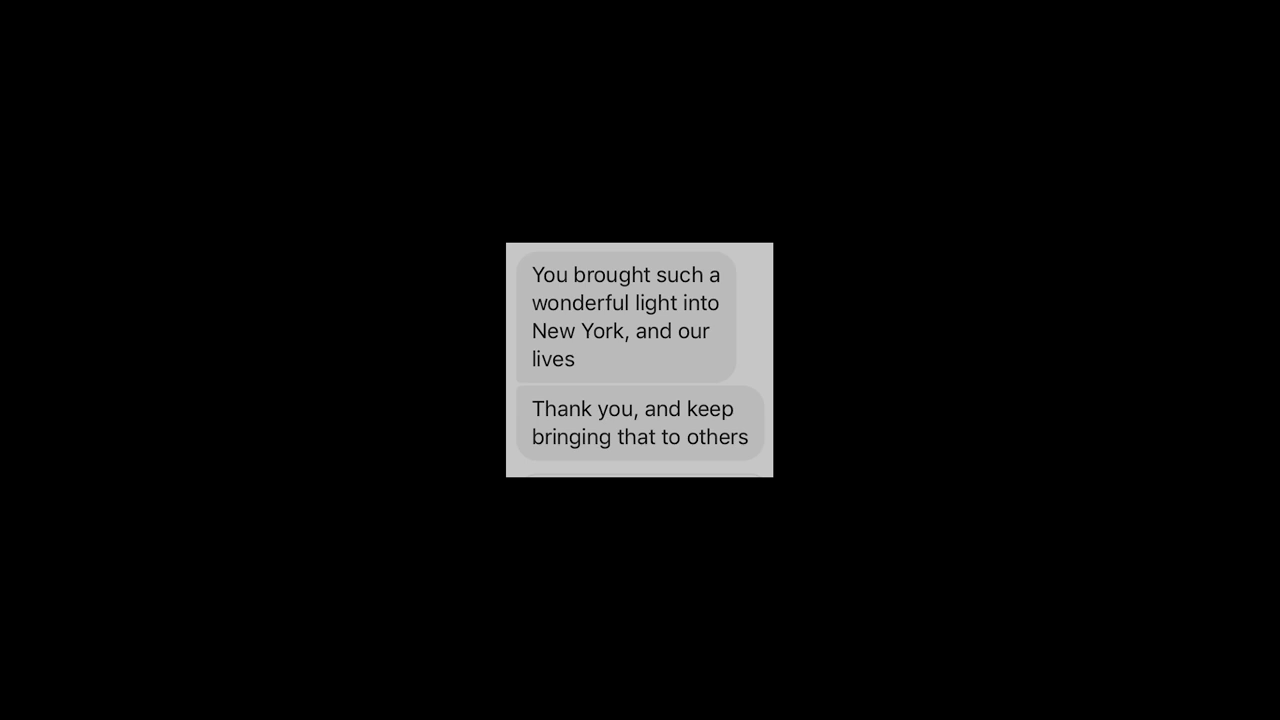 You brought such a
wonderful light into
New York, and our
lives
Thank you, and keep
bringing that to others